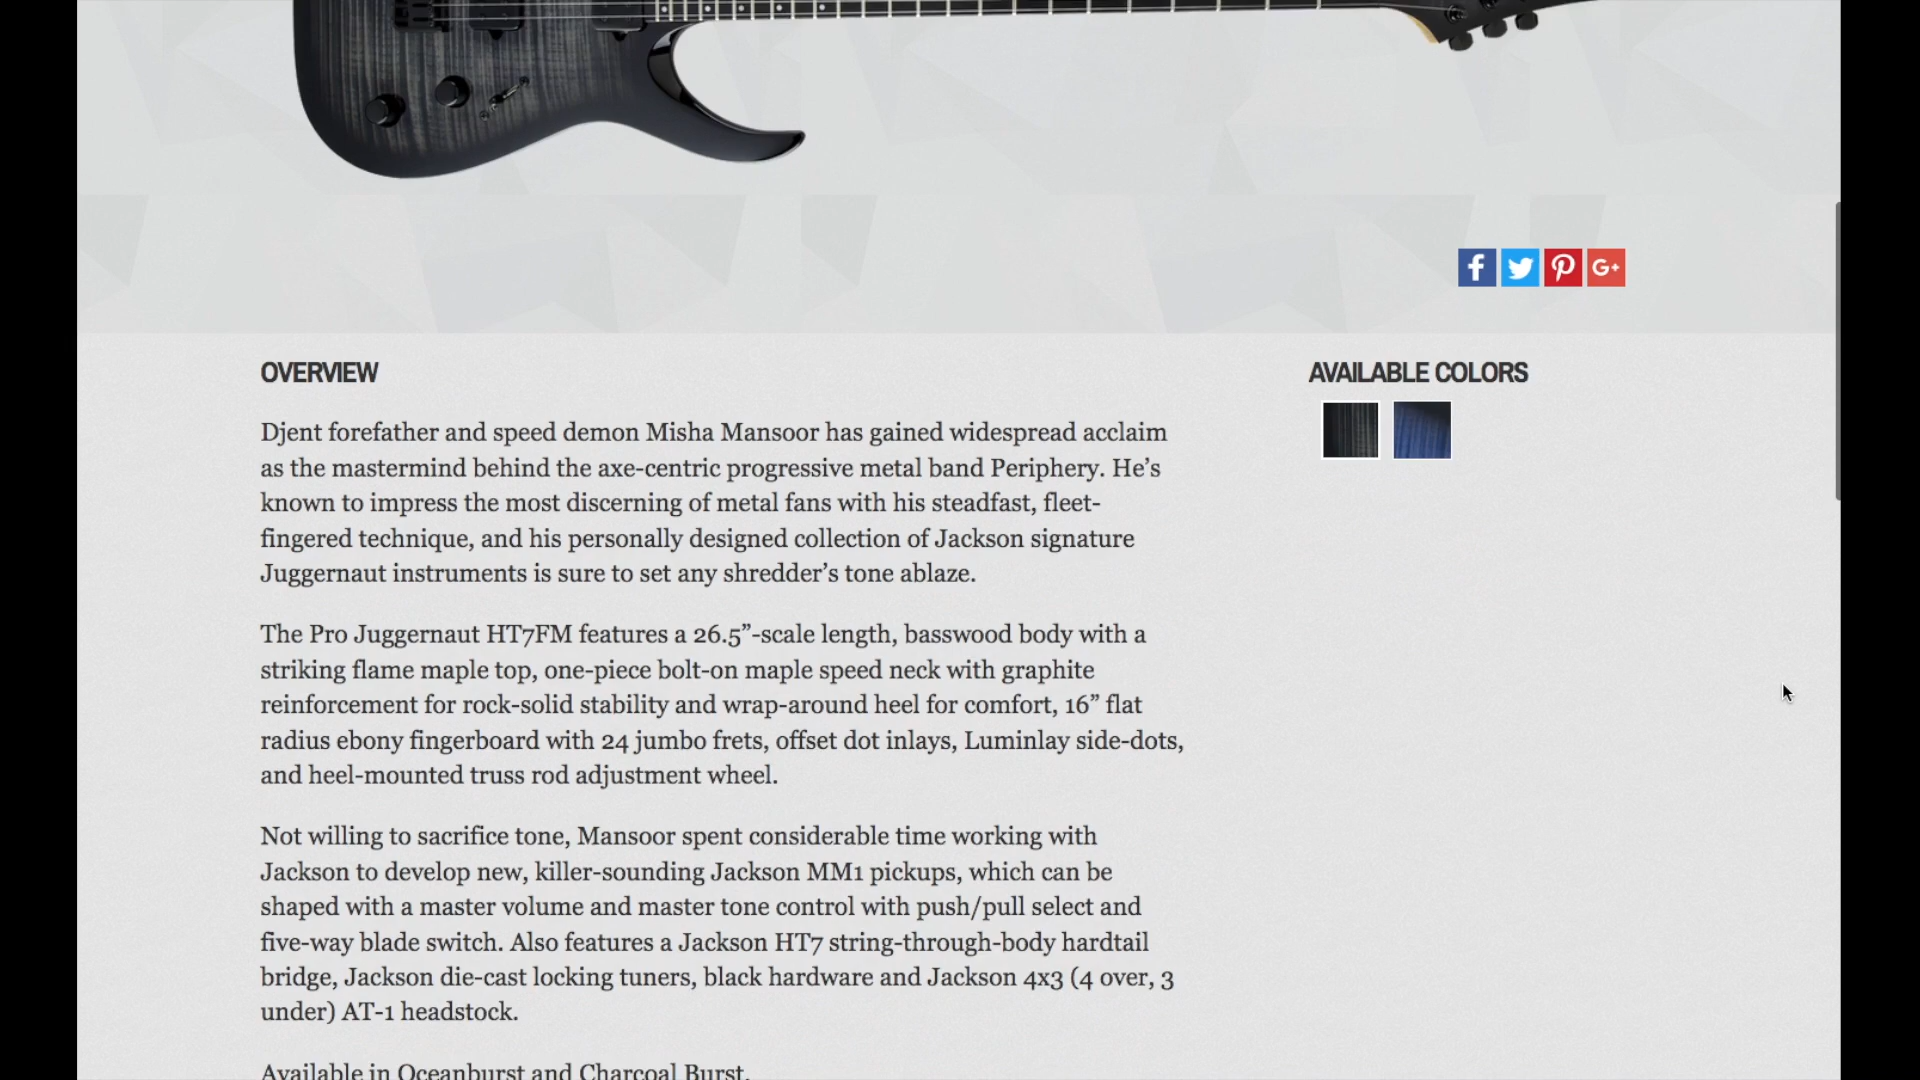 G+
OVERVIEW
AVAILABLE COLORS
Djent forefather and speed demon Misha Mansoor has gained widespread acclaim
as the mastermind behind the axe-centric progressive metal band Periphery. He’s
known to impress the most discerning of metal fans with his steadfast, fleet-
fingered technique, and his personally designed collection of Jackson signature
Juggernaut instruments is sure to set any shredder’s tone ablaze.
The Pro Juggernaut HT7FM features a 26.5”-scale length, basswood body with a
striking flame maple top, one-piece bolt-on maple speed neck with graphite
reinforcement for rock-solid stability and wrap-around heel for comfort, 16” flat
radius ebony fingerboard with 24 jumbo frets, offset dot inlays, Luminlay side-dots,
and heel-mounted truss rod adjustment wheel.
Not willing to sacrifice tone, Mansoor spent considerable time working with
Jackson to develop new, killer-sounding Jackson MM1 pickups, which can be
shaped with a master volume and master tone control with push/pull select and
five-way blade switch. Also features a Jackson HT7 string-through-body hardtail
bridge, Jackson die-cast locking tuners, black hardware and Jackson 4x3 (4 over, 3
under) AT-1 headstock.
Available in Oceanburst and Charcoal Burst.